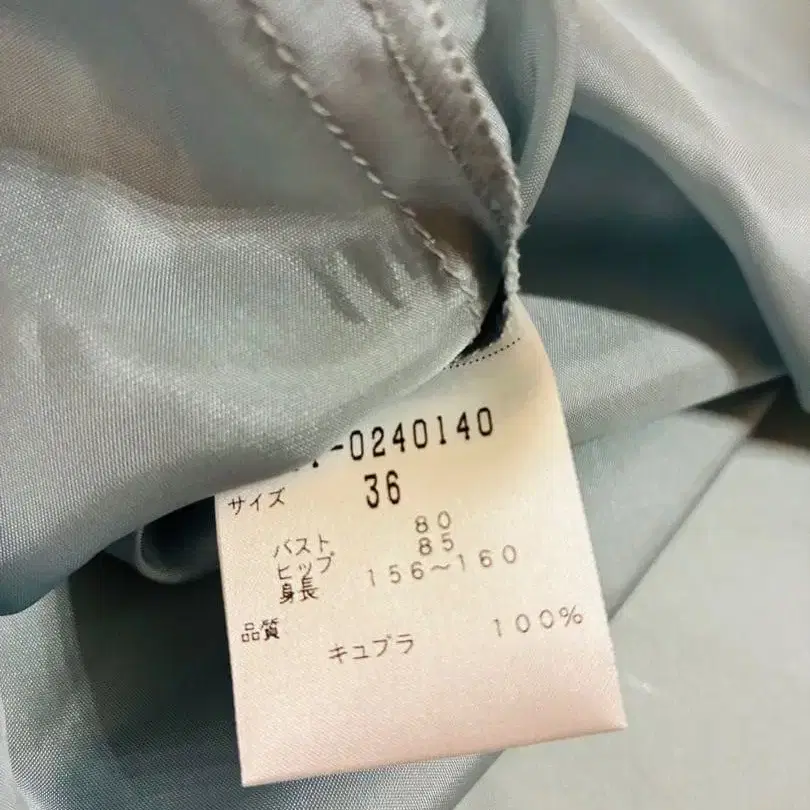 -0240140
サイズ 36
バスト 80
ヒップ 85
身長 156～160
品質
キュプラ 100%